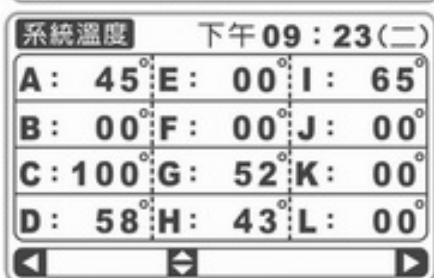 系統溫度 下午09：23(二)
A： 45° E： 00° I： 65°
B： 00° F： 00° J： 00°
C：100° G： 52° K： 00°
D： 58° H： 43° L： 00°